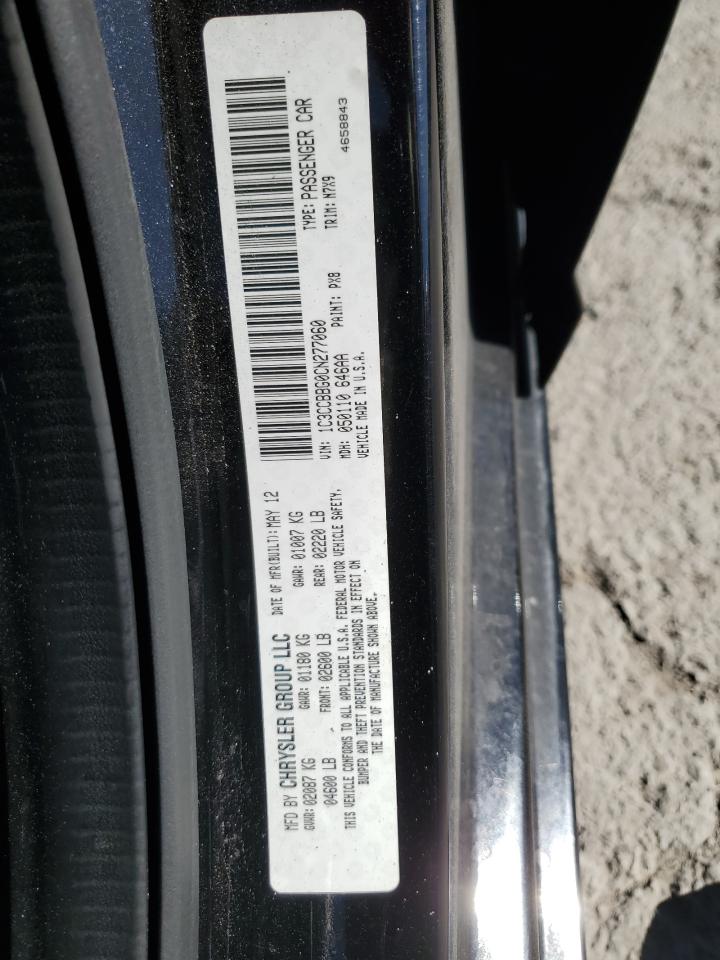 MFD BY CHRYSLER GROUP LLC
DATE OF MFR(BUILT): MAY 12
GVWR: 02087 KG
GAWR: 01180 KG
GAWR: 01007 KG
04600 LB
FRONT: 02600 LB
REAR: 02220 LB
THIS VEHICLE CONFORMS TO ALL APPLICABLE U.S.A. FEDERAL MOTOR VEHICLE SAFETY,
BUMPER AND THEFT PREVENTION STANDARDS IN EFFECT ON
THE DATE OF MANUFACTURE SHOWN ABOVE.
VIN: 1C3CCBBG0CN277060
TYPE: PASSENGER CAR
MDH: 050110 646AA
PAINT: PX8
TRIM: N7X9
VEHICLE MADE IN U.S.A.
4658843